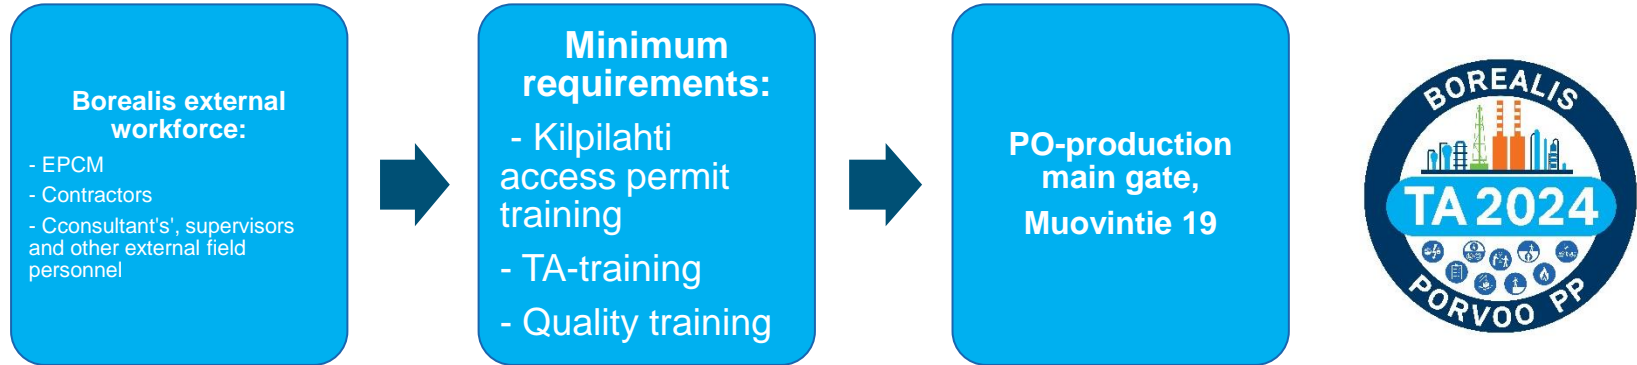 Borealis external
workforce:
- EPCM
- Contractors
- Cconsultant's', supervisors
and other external field
personnel
Minimum
requirements:
- Kilpilahti
access permit
training
- TA-training
- Quality training
PO-production
main gate,
Muovintie 19
BOREALIS
TA 2024
PORVOO PP